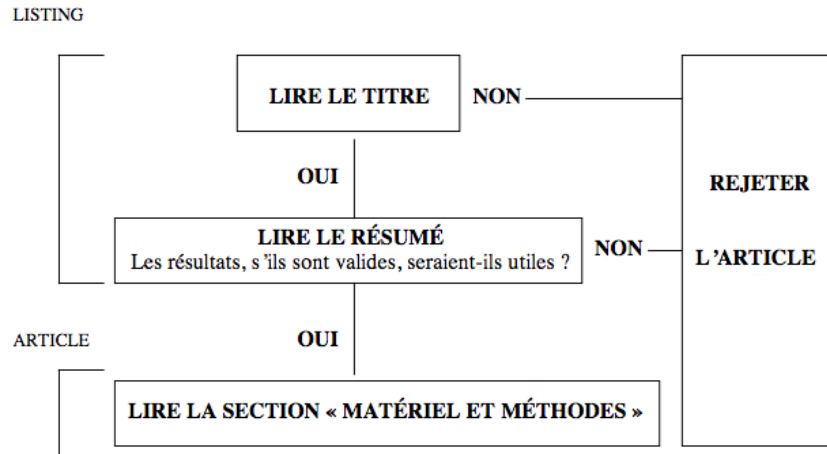 LISTING
LIRE LE TITRE
NON
OUI
REJETER
L'ARTICLE
LIRE LE RÉSUMÉ
Les résultats, s'ils sont valides, seraient-ils utiles ?
NON
ARTICLE
OUI
LIRE LA SECTION « MATÉRIEL ET MÉTHODES »